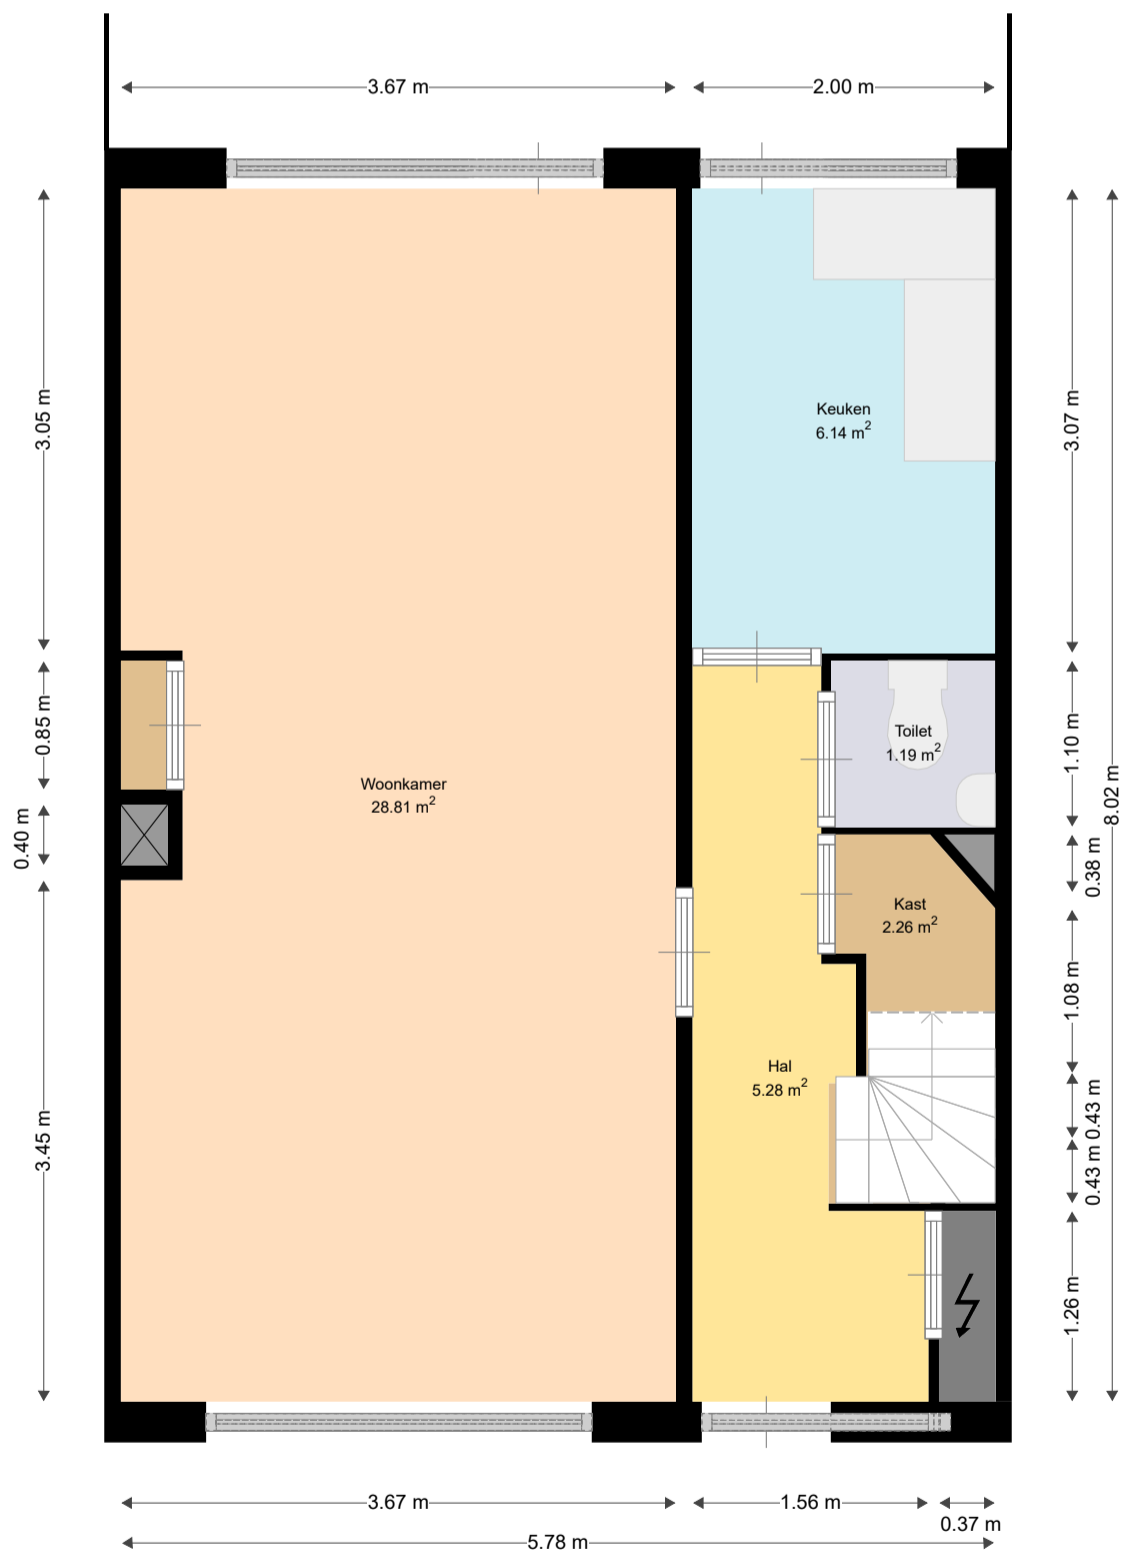 3.67 m
2.00 m
3.05 m
Keuken
6.14 m²
3.07 m
0.85 m
Toilet
1.19 m²
1.10 m
Woonkamer
28.81 m²
8.02 m
0.40 m
0.38 m
Kast
2.26 m²
1.08 m
Hal
5.28 m²
0.43 m
3.45 m
0.43 m
1.26 m
3.67 m
1.56 m
0.37 m
5.78 m